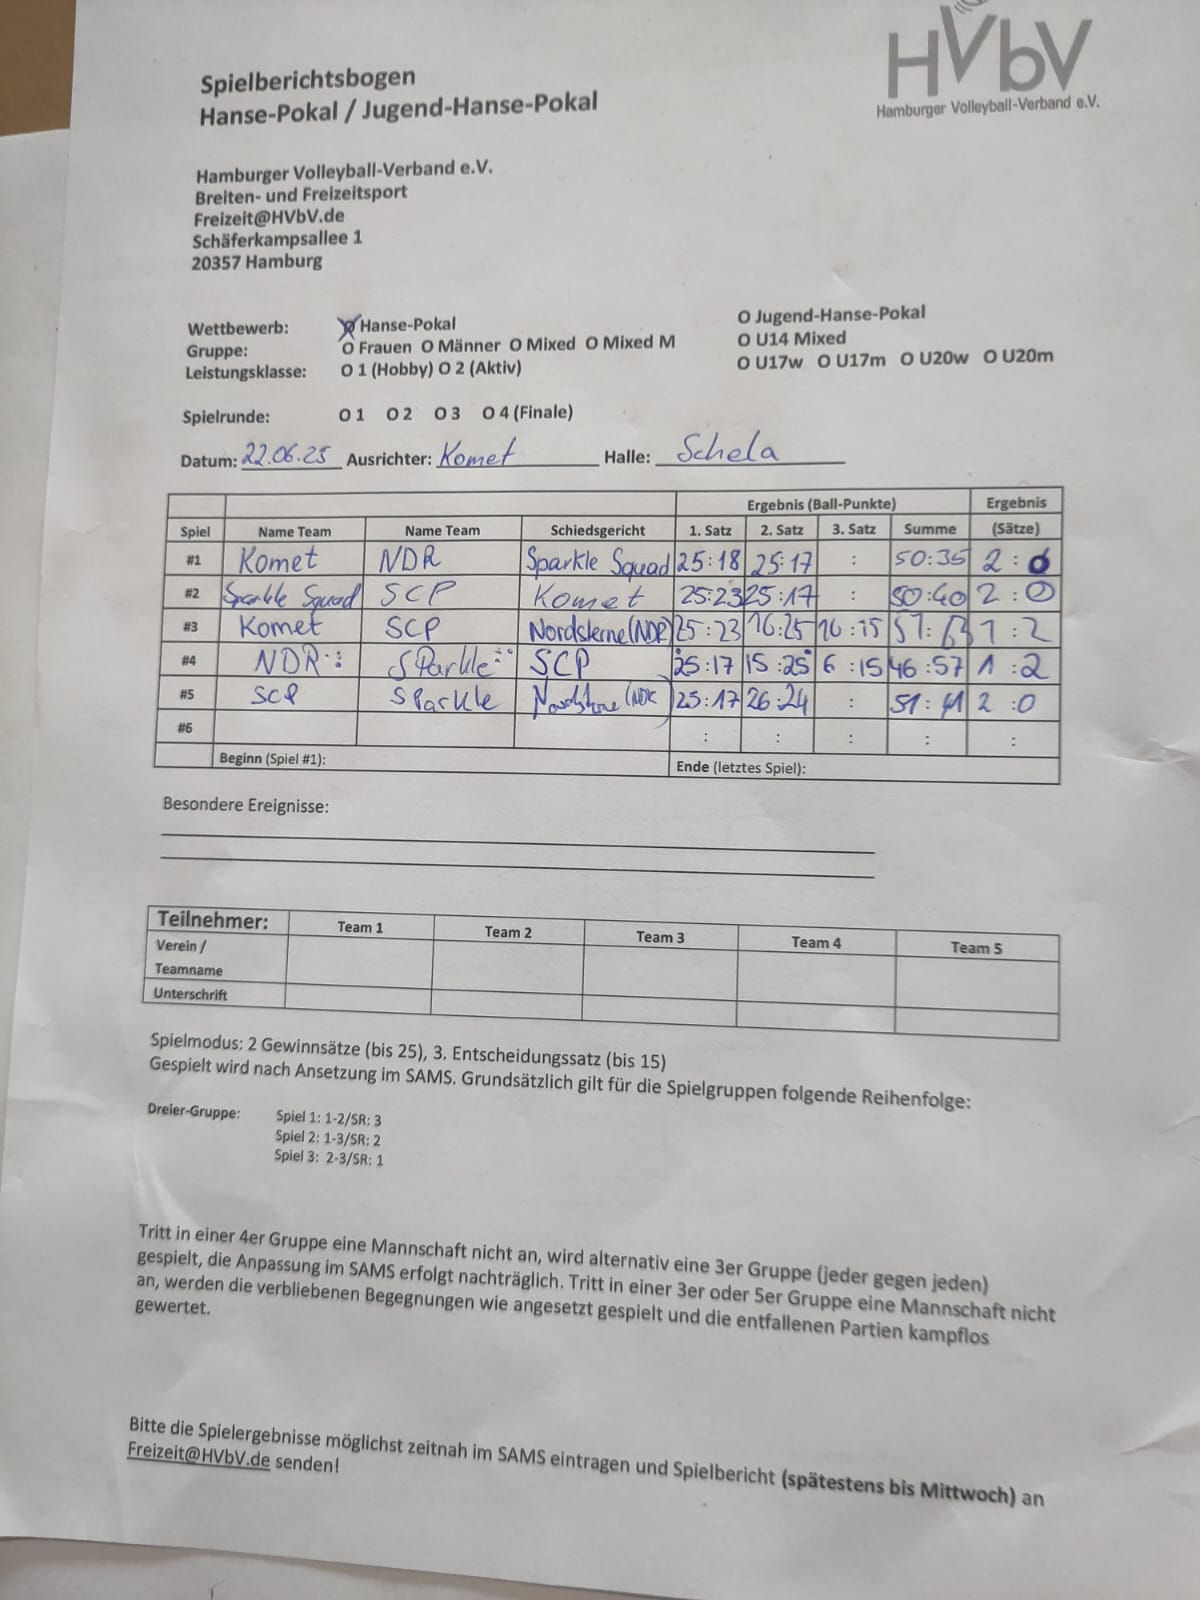 HVbV
Hamburger Volleyball-Verband e.V.
Spielberichtsbogen
Hanse-Pokal / Jugend-Hanse-Pokal
Hamburger Volleyball-Verband e.V.
Breiten- und Freizeitsport
Freizeit@HVbV.de
Schäferkampsallee 1
20357 Hamburg
Wettbewerb: O Hanse-Pokal O Jugend-Hanse-Pokal
Gruppe: O Frauen O Männer O Mixed O Mixed M O U14 Mixed
Leistungsklasse: O 1 (Hobby) O 2 (Aktiv) O U17w O U17m O U20w O U20m
Spielrunde: O 1 O 2 O 3 O 4 (Finale)
Datum: 22.06.25 Ausrichter: Komet Halle: Schela
Ergebnis (Ball-Punkte) Ergebnis
Spiel Name Team Name Team Schiedsgericht 1. Satz 2. Satz 3. Satz Summe (Sätze)
#1 Komet NDR Sparkle Squad 25:18 25:17 : 50:35 2:0
#2 Sparkle Squad SCP Komet 25:23 25:17 : 50:40 2:0
#3 Komet SCP Nordsterne (NDR) 25:23 16:25 16:15 57:63 1:2
#4 NDR SParkle SCP 25:17 15:25 6:15 46:57 1:2
#5 SCP SParkle (NDR 25:17 26:24 : 51:41 2:0
#6 : : : : :
Beginn (Spiel #1): Ende (letztes Spiel):
Besondere Ereignisse:
Teilnehmer: Team 1 Team 2 Team 3 Team 4 Team 5
Verein /
Teamname
Unterschrift
Spielmodus: 2 Gewinnsätze (bis 25), 3. Entscheidungssatz (bis 15)
Gespielt wird nach Ansetzung im SAMS. Grundsätzlich gilt für die Spielgruppen folgende Reihenfolge:
Dreier-Gruppe: Spiel 1: 1-2/SR: 3
Spiel 2: 1-3/SR: 2
Spiel 3: 2-3/SR: 1
Tritt in einer 4er Gruppe eine Mannschaft nicht an, wird alternativ eine 3er Gruppe (jeder gegen jeden)
gespielt, die Anpassung im SAMS erfolgt nachträglich. Tritt in einer 3er oder 5er Gruppe eine Mannschaft nicht
an, werden die verbliebenen Begegnungen wie angesetzt gespielt und die entfallenen Partien kampflos
gewertet.
Bitte die Spielergebnisse möglichst zeitnah im SAMS eintragen und Spielbericht (spätestens bis Mittwoch) an
Freizeit@HVbV.de senden!